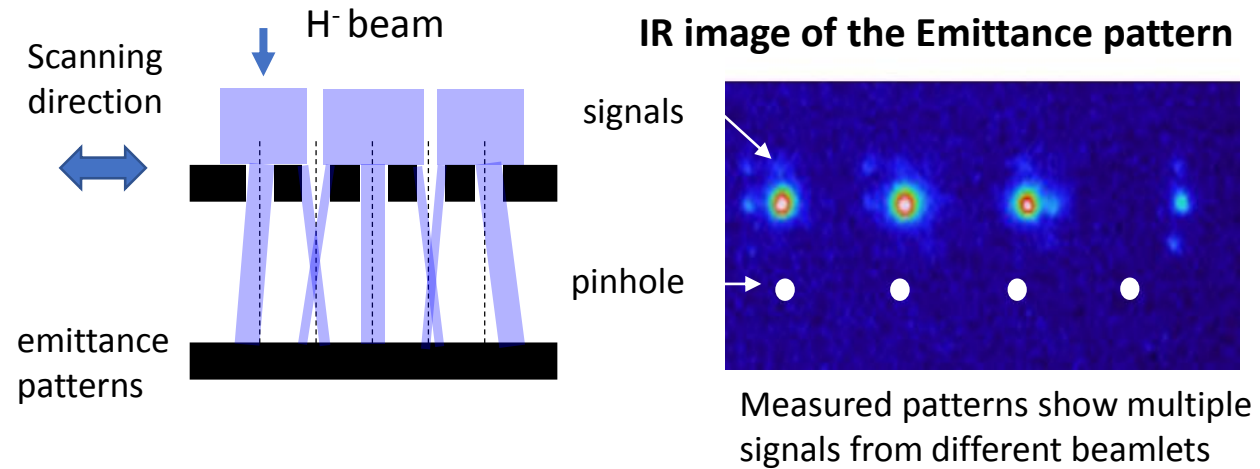 H⁻ beam
Scanning
direction
emittance
patterns
IR image of the Emittance pattern
signals
pinhole
Measured patterns show multiple
signals from different beamlets